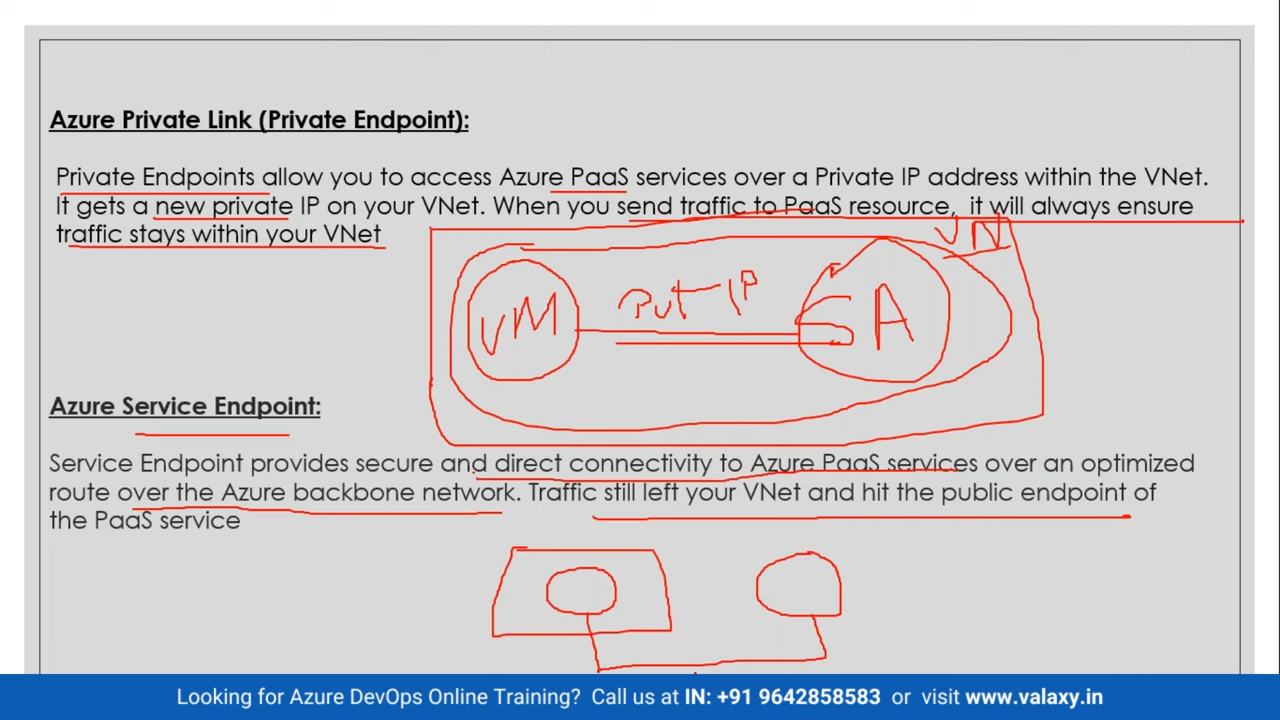 Azure Private Link (Private Endpoint):
Private Endpoints allow you to access Azure PaaS services over a Private IP address within the VNet.
It gets a new private IP on your VNet. When you send traffic to PaaS resource, it will always ensure
traffic stays within your VNet
VN
VM
IP
SA
Azure Service Endpoint:
Service Endpoint provides secure and direct connectivity to Azure PaaS services over an optimized
route over the Azure backbone network. Traffic still left your VNet and hit the public endpoint of
the PaaS service
Looking for Azure DevOps Online Training? Call us at IN: +91 9642858583 or visit www.valaxy.in